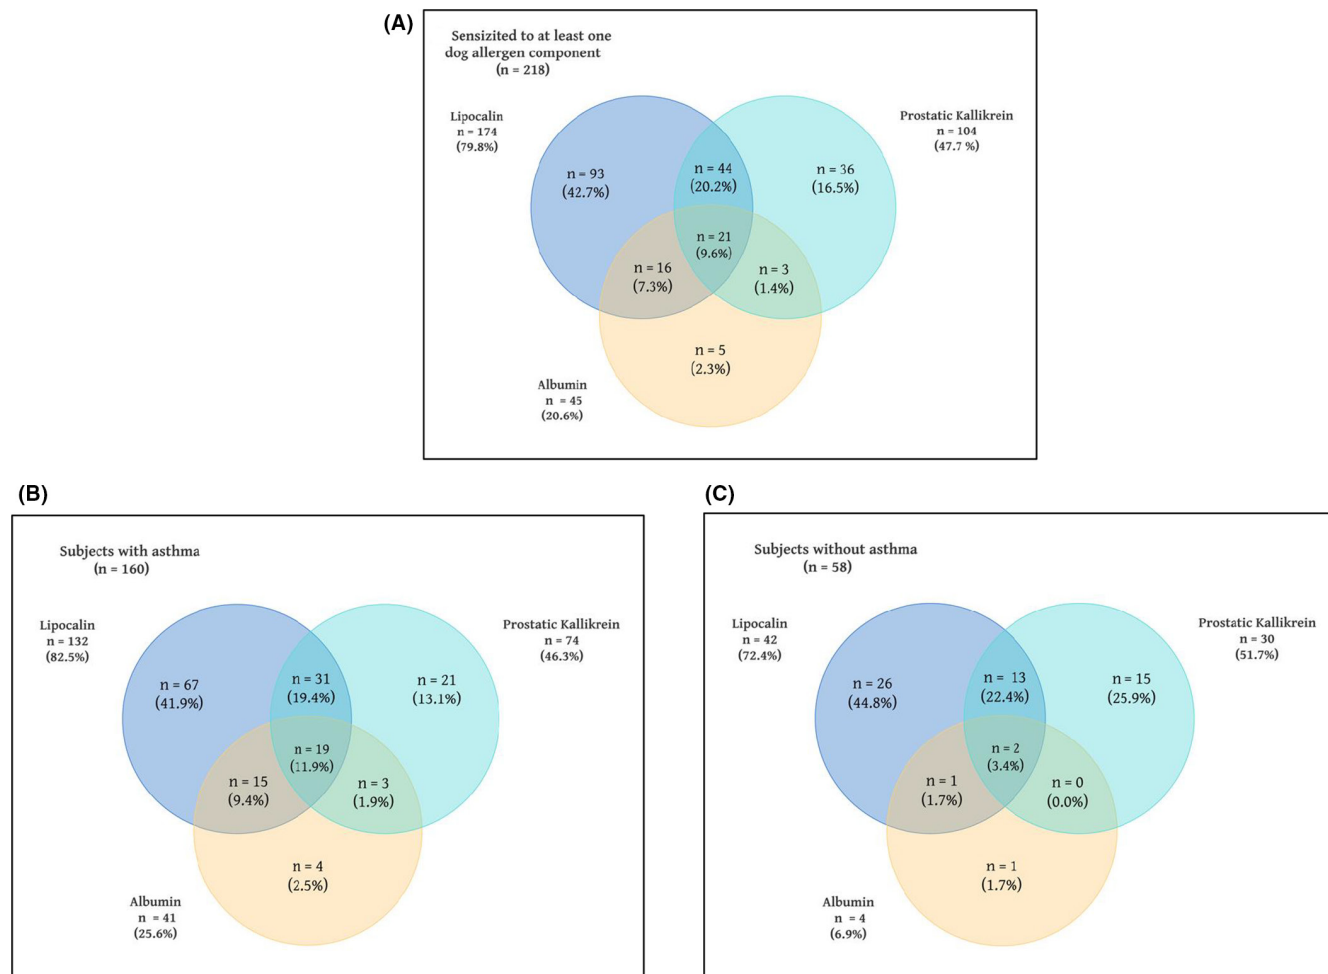 (A)
Sensizited to at least one
dog allergen component
(n = 218)
Lipocalin
n = 174
(79.8%)
Prostatic Kallikrein
n = 104
(47.7 %)
n = 93
(42.7%)
n = 44
(20.2%)
n = 36
(16.5%)
n = 21
(9.6%)
n = 16
(7.3%)
n = 3
(1.4%)
n = 5
(2.3%)
Albumin
n = 45
(20.6%)
(B)
Subjects with asthma
(n = 160)
Lipocalin
n = 132
(82.5%)
Prostatic Kallikrein
n = 74
(46.3%)
n = 67
(41.9%)
n = 31
(19.4%)
n = 21
(13.1%)
n = 19
(11.9%)
n = 15
(9.4%)
n = 3
(1.9%)
n = 4
(2.5%)
Albumin
n = 41
(25.6%)
(C)
Subjects without asthma
(n = 58)
Lipocalin
n = 42
(72.4%)
Prostatic Kallikrein
n = 30
(51.7%)
n = 26
(44.8%)
n = 13
(22.4%)
n = 15
(25.9%)
n = 2
(3.4%)
n = 1
(1.7%)
n = 0
(0.0%)
n = 1
(1.7%)
Albumin
n = 4
(6.9%)